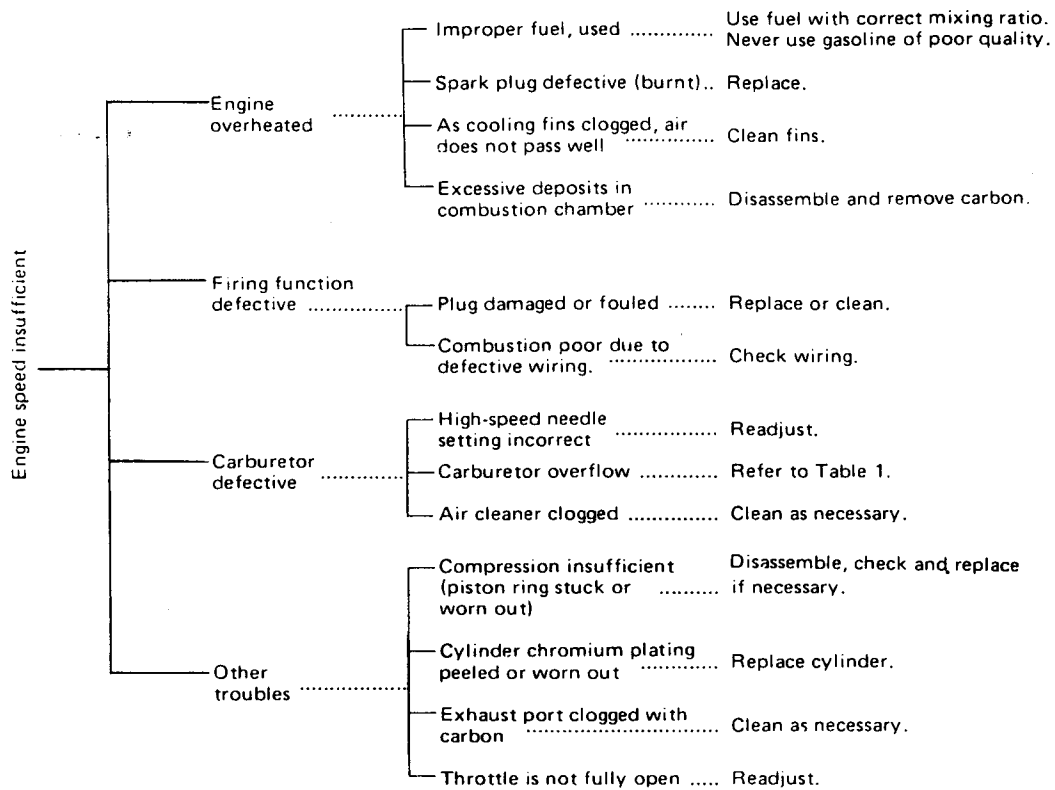 Engine speed insufficient
Engine
overheated ............
Improper fuel, used .............. Use fuel with correct mixing ratio.
Never use gasoline of poor quality.
Spark plug defective (burnt).. Replace.
As cooling fins clogged, air
does not pass well .............. Clean fins.
Excessive deposits in
combustion chamber ........... Disassemble and remove carbon.
Firing function
defective ................
Plug damaged or fouled ........ Replace or clean.
Combustion poor due to
defective wiring. ................. Check wiring.
Carburetor
defective ..............
High-speed needle
setting incorrect ................ Readjust.
Carburetor overflow ............ Refer to Table 1.
Air cleaner clogged .............. Clean as necessary.
Other
troubles .................
Compression insufficient
(piston ring stuck or
worn out) .......... Disassemble, check and replace
if necessary.
Cylinder chromium plating
peeled or worn out ............ Replace cylinder.
Exhaust port clogged with
carbon .............................. Clean as necessary.
Throttle is not fully open ..... Readjust.